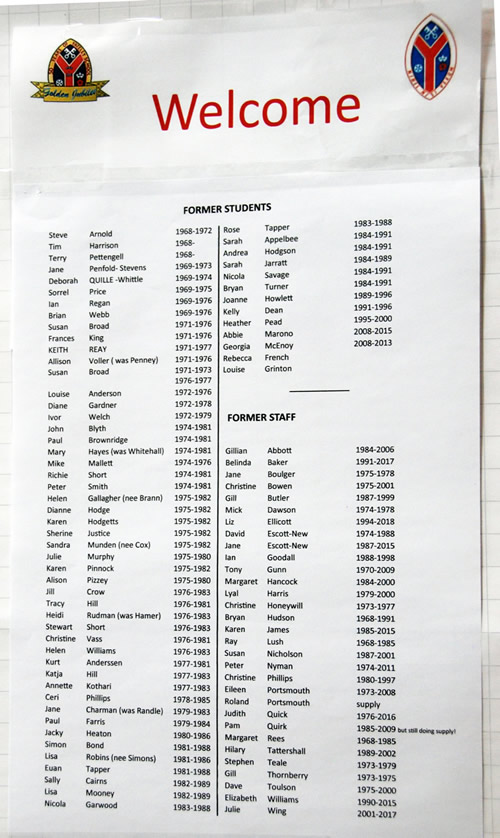 Golden Jubilee
Welcome
FORMER STUDENTS
Steve Arnold 1968-1972
Tim Harrison 1968-
Terry Pettengell 1968-
Jane Penfold- Stevens 1969-1973
Deborah QUILLE -Whittle 1969-1974
Sorrel Price 1969-1975
Ian Regan 1969-1976
Brian Webb 1969-1976
Susan Broad 1971-1976
Frances King 1971-1976
KEITH REAY 1971-1977
Allison Voller ( was Penney) 1971-1976
Susan Broad 1971-1973
1976-1977
Louise Anderson 1972-1976
Diane Gardner 1972-1978
Ivor Welch 1972-1979
John Blyth 1974-1981
Paul Brownridge 1974-1981
Mary Hayes (was Whitehall) 1974-1981
Mike Mallett 1974-1976
Richie Short 1974-1981
Peter Smith 1974-1981
Helen Gallagher (nee Brann) 1975-1982
Dianne Hodge 1975-1982
Karen Hodgetts 1975-1982
Sherine Justice 1975-1982
Sandra Munden (nee Cox) 1975-1982
Julie Murphy 1975-1980
Karen Pinnock 1975-1982
Alison Pizzey 1975-1980
Jill Crow 1976-1983
Tracy Hill 1976-1981
Heidi Rudman (was Hamer) 1976-1983
Stewart Short 1976-1983
Christine Vass 1976-1981
Helen Williams 1976-1983
Kurt Anderssen 1977-1981
Katja Hill 1977-1983
Annette Kothari 1977-1983
Ceri Phillips 1978-1985
Jane Charman (was Randle) 1979-1983
Paul Farris 1979-1984
Jacky Heaton 1980-1986
Simon Bond 1981-1988
Lisa Robins (nee Simons) 1981-1986
Euan Tapper 1981-1988
Sally Cairns 1982-1989
Lisa Mooney 1982-1989
Nicola Garwood 1983-1988
Rose Tapper 1983-1988
Sarah Appelbee 1984-1991
Andrea Hodgson 1984-1991
Sarah Jarratt 1984-1989
Nicola Savage 1984-1991
Bryan Turner 1984-1991
Joanne Howlett 1989-1996
Kelly Dean 1991-1996
Heather Pead 1995-2000
Abbie Marono 2008-2015
Georgia McEnoy 2008-2013
Rebecca French
Louise Grinton
FORMER STAFF
Gillian Abbott 1984-2006
Belinda Baker 1991-2017
Jane Boulger 1975-1978
Christine Bowen 1975-2001
Gill Butler 1987-1999
Mick Dawson 1974-1978
Liz Ellicott 1994-2018
David Escott-New 1974-1988
Jane Escott-New 1987-2015
Ian Goodall 1988-1998
Tony Gunn 1970-2009
Margaret Hancock 1984-2000
Lyal Harris 1979-2000
Christine Honeywill 1973-1977
Bryan Hudson 1968-1991
Karen James 1985-2015
Ray Lush 1968-1985
Susan Nicholson 1987-2001
Peter Nyman 1974-2011
Christine Phillips 1980-1997
Eileen Portsmouth 1973-2008
Roland Portsmouth supply
Judith Quick 1976-2016
Pam Quirk 1985-2009 but still doing supply!
Margaret Rees 1968-1985
Hilary Tattershall 1989-2002
Stephen Teale 1973-1979
Gill Thornberry 1973-1975
Dave Toulson 1975-2000
Elizabeth Williams 1990-2015
Julie Wing 2001-2017